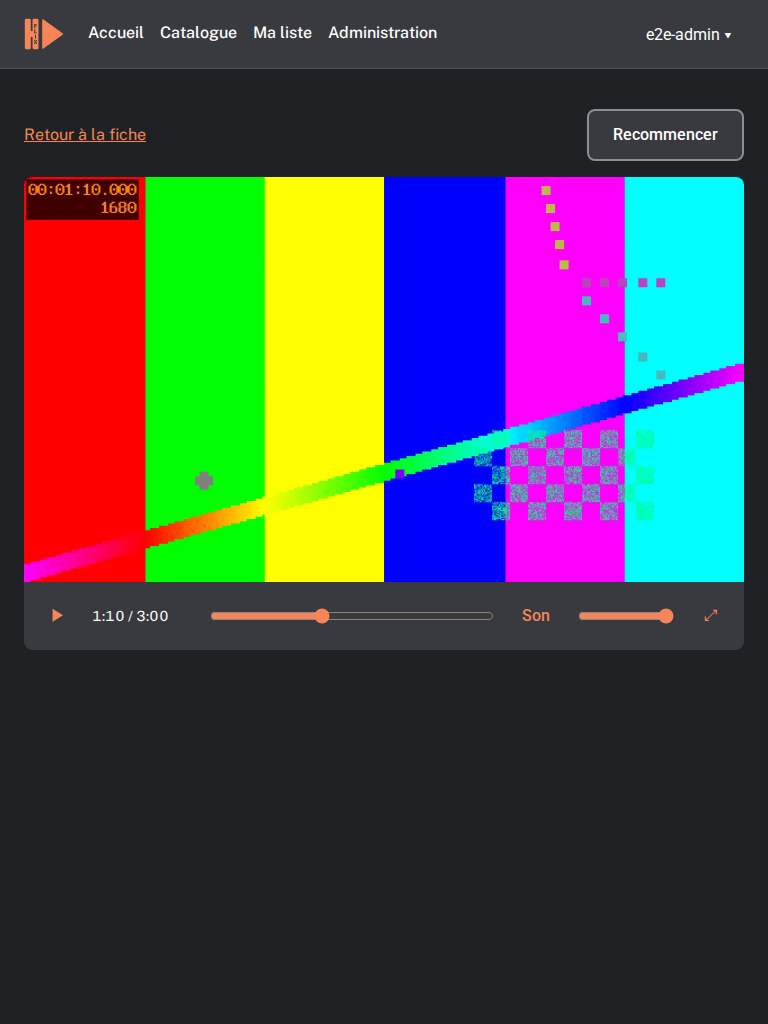 Accueil Catalogue Ma liste Administration e2e-admin
Retour à la fiche
Recommencer
00:01:10.000
1680
1:10 / 3:00
Son